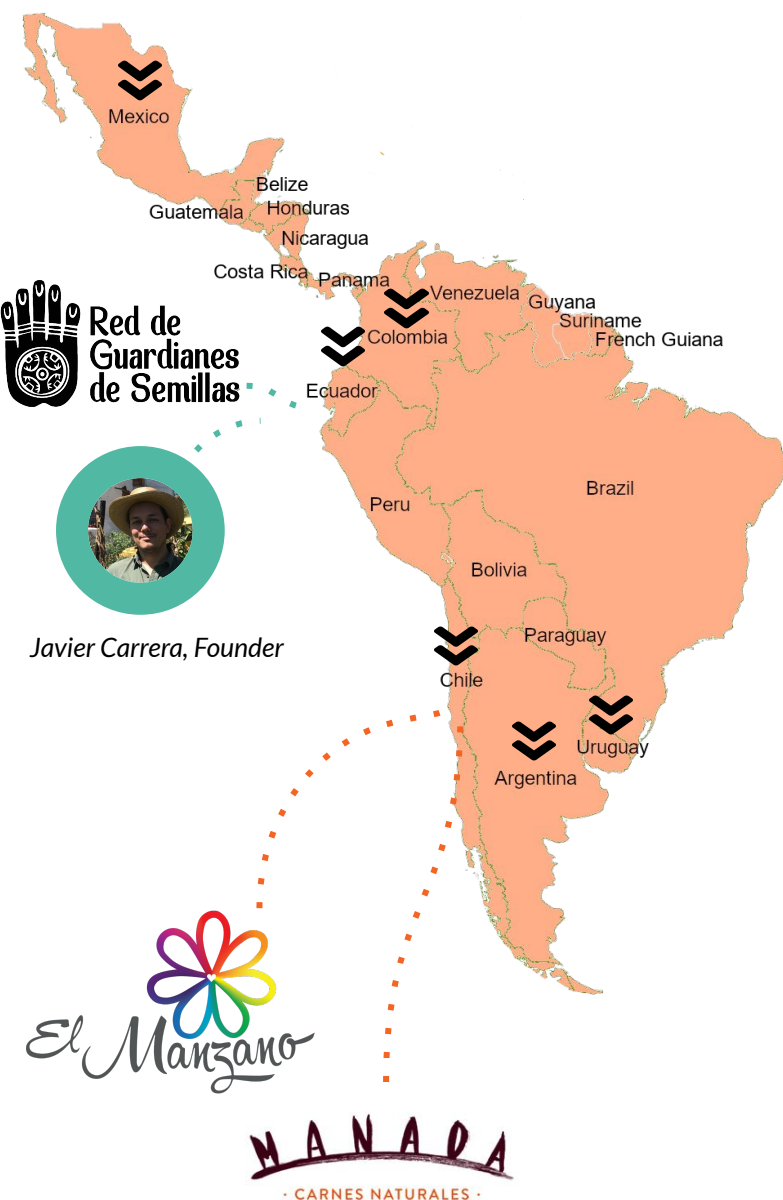 Mexico
Belize
Guatemala
Honduras
Nicaragua
Costa Rica
Panama
Venezuela
Guyana
Suriname
French Guiana
Colombia
Ecuador
Red de
Guardianes
de Semillas
Brazil
Peru
Bolivia
Paraguay
Javier Carrera, Founder
Chile
Uruguay
Argentina
El Manzano
MANADA
· CARNES NATURALES ·